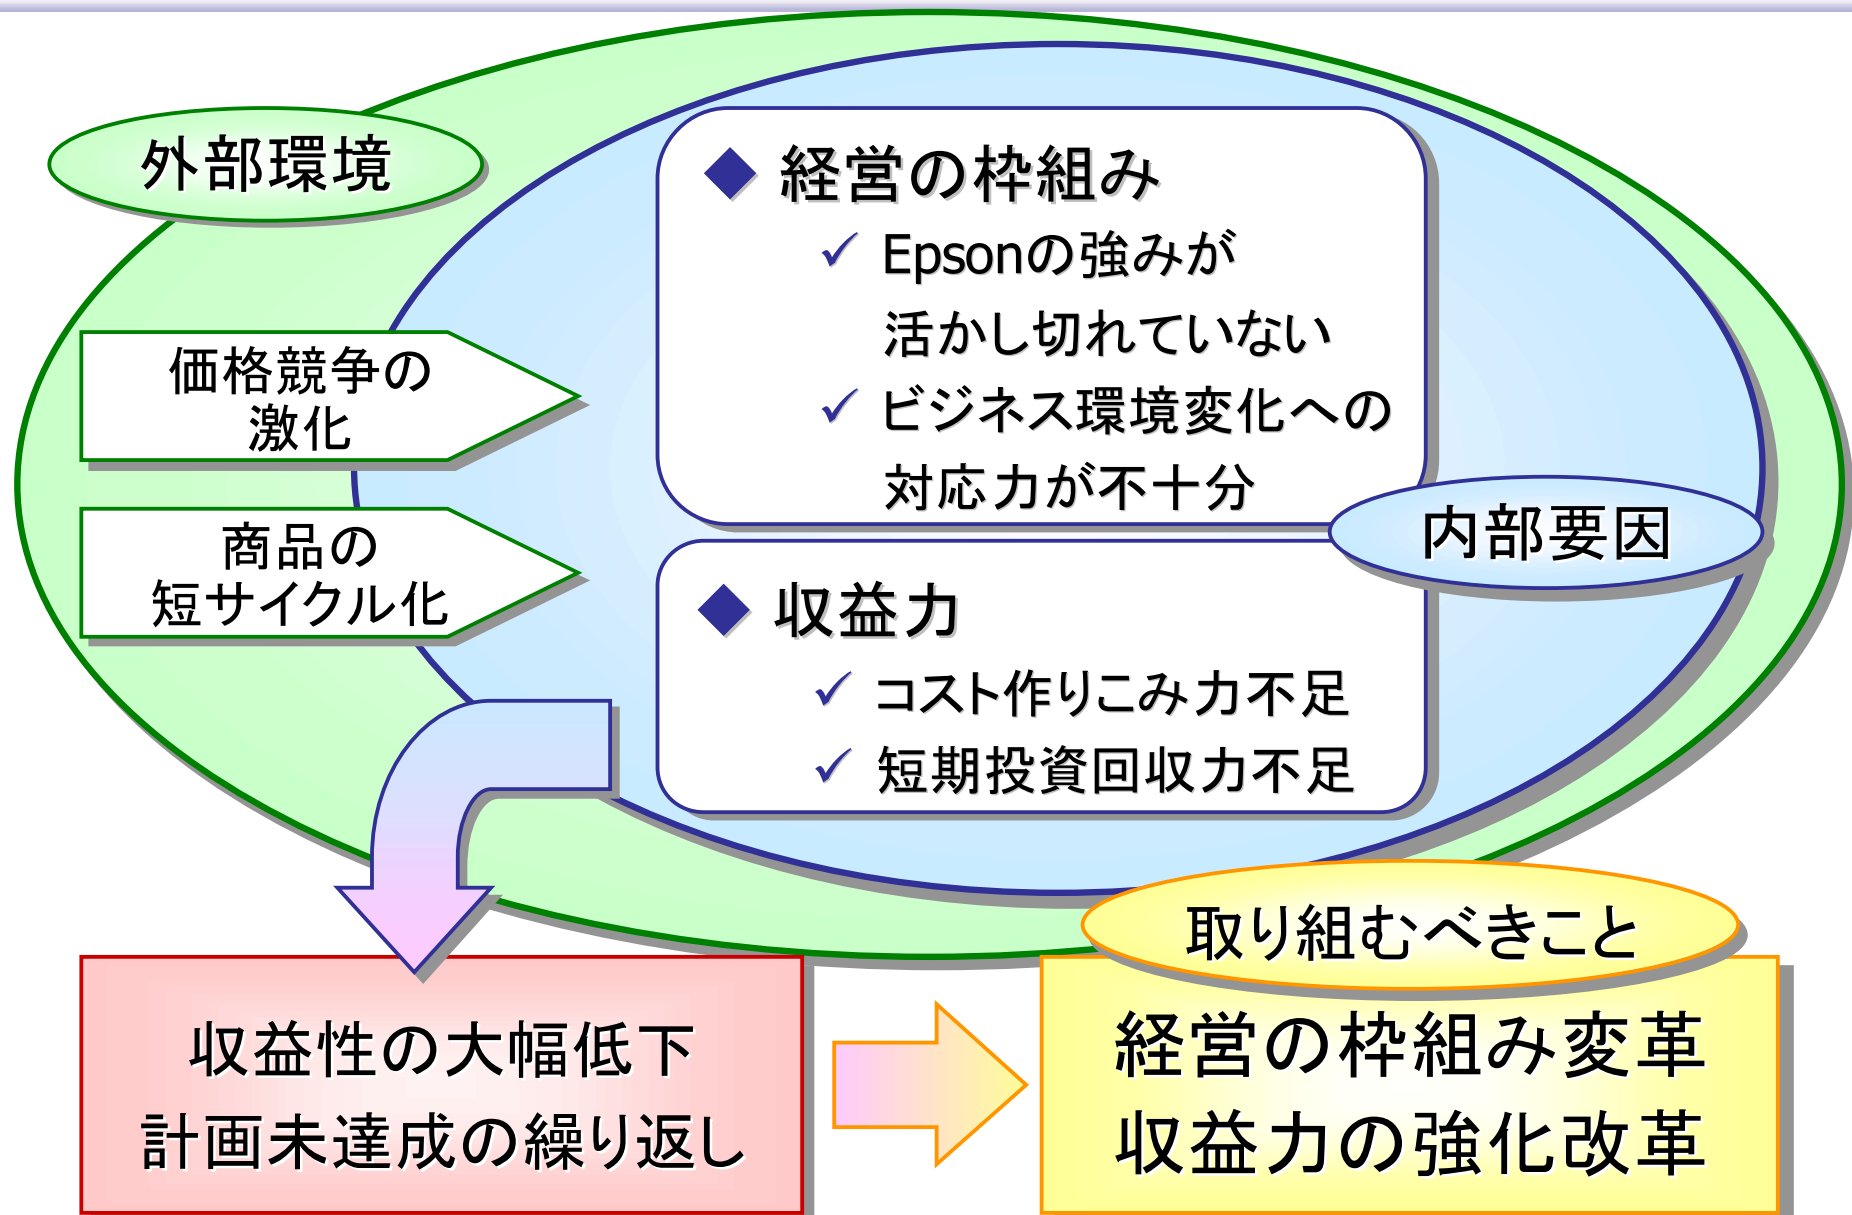 外部環境
価格競争の
激化
商品の
短サイクル化
◆ 経営の枠組み
✓ Epsonの強みが
活かし切れていない
✓ ビジネス環境変化への
対応力が不十分
内部要因
◆ 収益力
✓ コスト作りこみ力不足
✓ 短期投資回収力不足
収益性の大幅低下
計画未達成の繰り返し
取り組むべきこと
経営の枠組み変革
収益力の強化改革